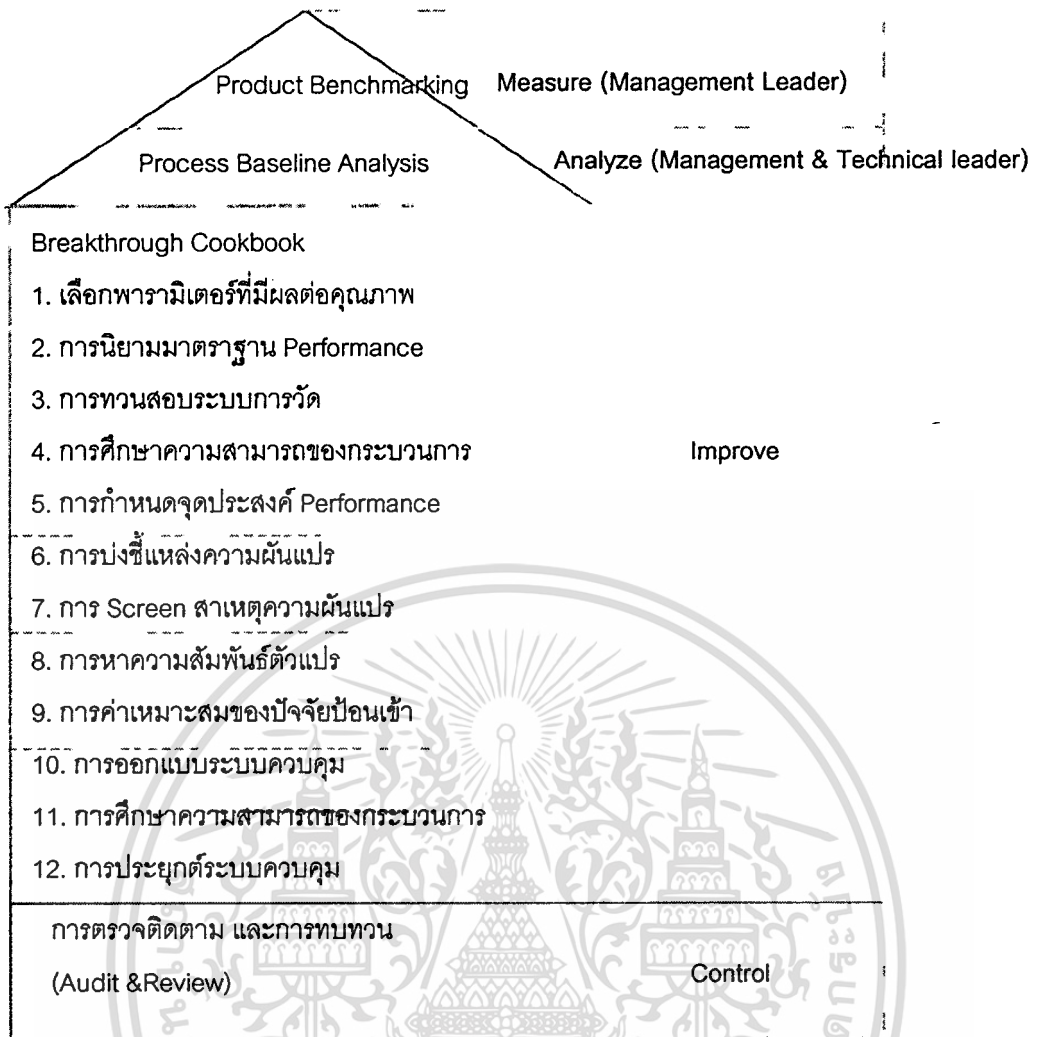 Product Benchmarking Measure (Management Leader)
Process Baseline Analysis Analyze (Management & Technical leader)
Breakthrough Cookbook
1. เลือกพารามิเตอร์ที่มีผลต่อคุณภาพ
2. การนิยามมาตราฐาน Performance
3. การทวนสอบระบบการวัด
4. การศึกษาความสามารถของกระบวนการ Improve
5. การกำหนดจุดประสงค์ Performance
6. การบ่งชี้แหล่งความผันแปร
7. การ Screen สาเหตุความผันแปร
8. การหาความสัมพันธ์ตัวแปร
9. การค่าเหมาะสมของปัจจัยป้อนเข้า
10. การออกแบบระบบควบคุม
11. การศึกษาความสามารถของกระบวนการ
12. การประยุกต์ระบบควบคุม
การตรวจติดตาม และการทบทวน
(Audit &Review) Control